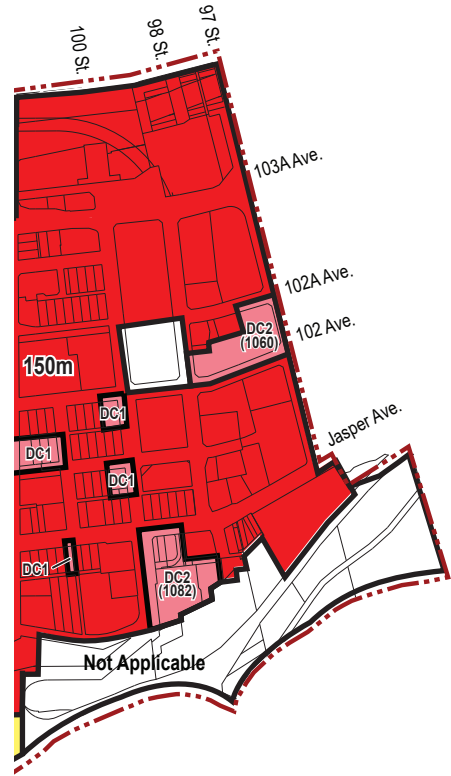 100 St.
98 St.
97 St.
103A Ave.
102A Ave.
102 Ave.
DC2
(1060)
150m
DC1
Jasper Ave.
DC1
DC1
DC1
DC2
(1082)
Not Applicable